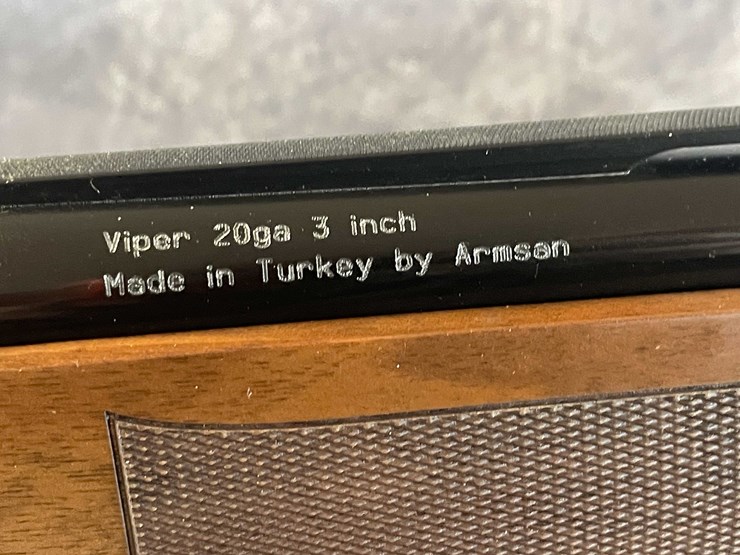 Viper 20ga 3 inch
Made in Turkey by Armsan